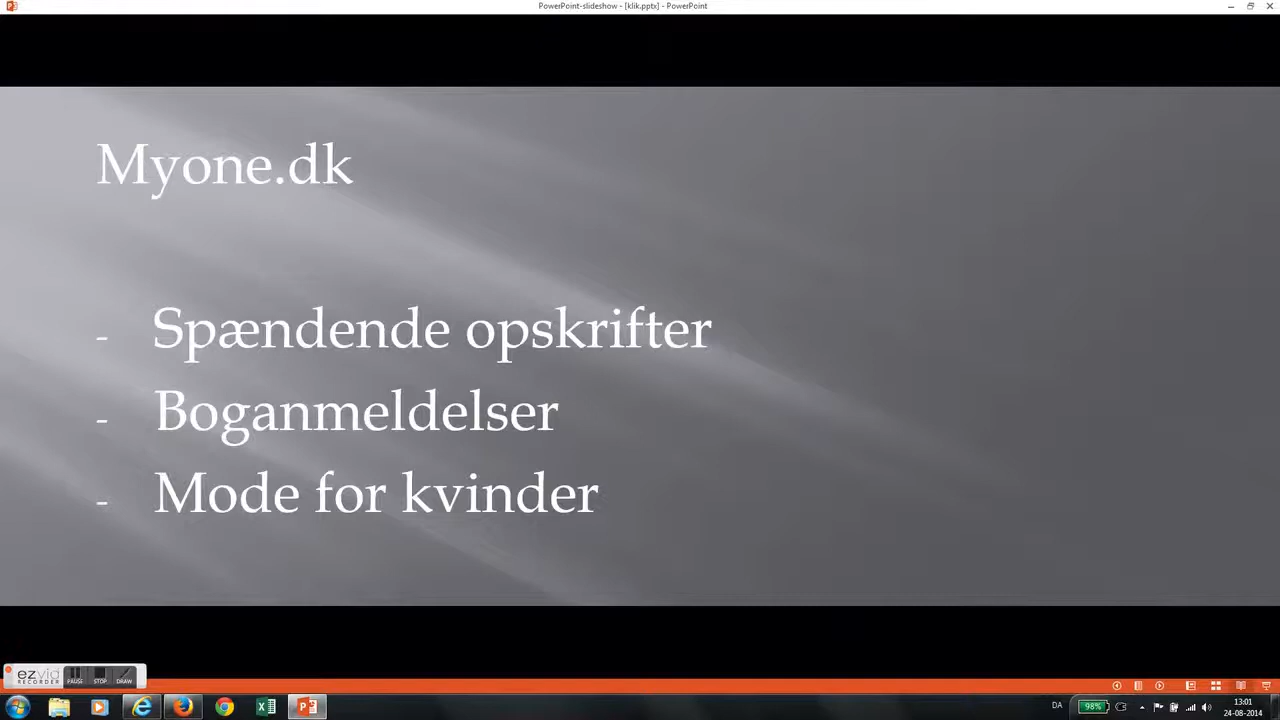 PowerPoint-slideshow - [klik.pptx] - PowerPoint
Myone.dk
- Spændende opskrifter
- Boganmeldelser
- Mode for kvinder
ezvid
RECORDER
PAUSE STOP DRAW
DA 98% 13:01
24-08-2014